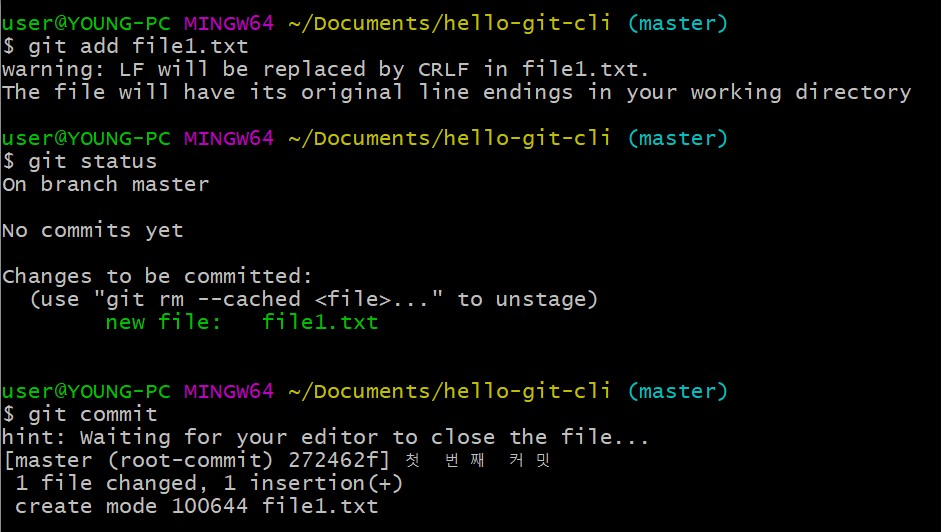 user@YOUNG-PC MINGW64 ~/Documents/hello-git-cli (master)
$ git add file1.txt
warning: LF will be replaced by CRLF in file1.txt.
The file will have its original line endings in your working directory
user@YOUNG-PC MINGW64 ~/Documents/hello-git-cli (master)
$ git status
On branch master
No commits yet
Changes to be committed:
  (use "git rm --cached <file>..." to unstage)
        new file:   file1.txt
user@YOUNG-PC MINGW64 ~/Documents/hello-git-cli (master)
$ git commit
hint: Waiting for your editor to close the file...
[master (root-commit) 272462f] 첫 번째 커밋
 1 file changed, 1 insertion(+)
 create mode 100644 file1.txt